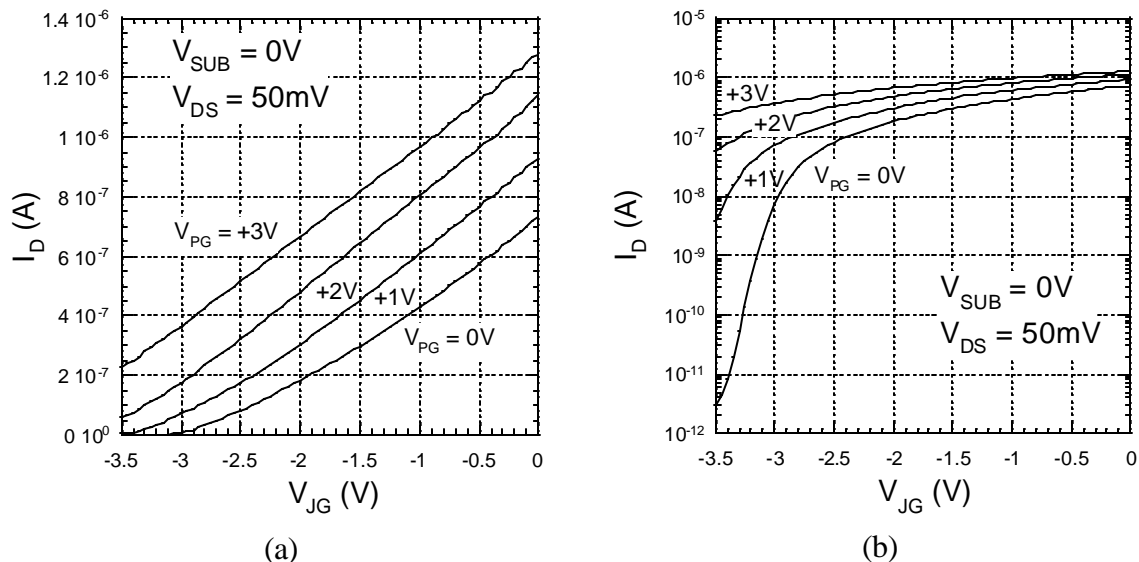 1.4 10⁻⁶
1.2 10⁻⁶
1 10⁻⁶
8 10⁻⁷
6 10⁻⁷
4 10⁻⁷
2 10⁻⁷
0 10⁰
I_D (A)
V_SUB = 0V
V_DS = 50mV
V_PG = +3V
+2V
+1V
V_PG = 0V
-3.5 -3 -2.5 -2 -1.5 -1 -0.5 0
V_JG (V)
(a)
10⁻⁵
10⁻⁶
10⁻⁷
10⁻⁸
10⁻⁹
10⁻¹⁰
10⁻¹¹
10⁻¹²
I_D (A)
+3V
+2V
+1V
V_PG = 0V
V_SUB = 0V
V_DS = 50mV
-3.5 -3 -2.5 -2 -1.5 -1 -0.5 0
V_JG (V)
(b)